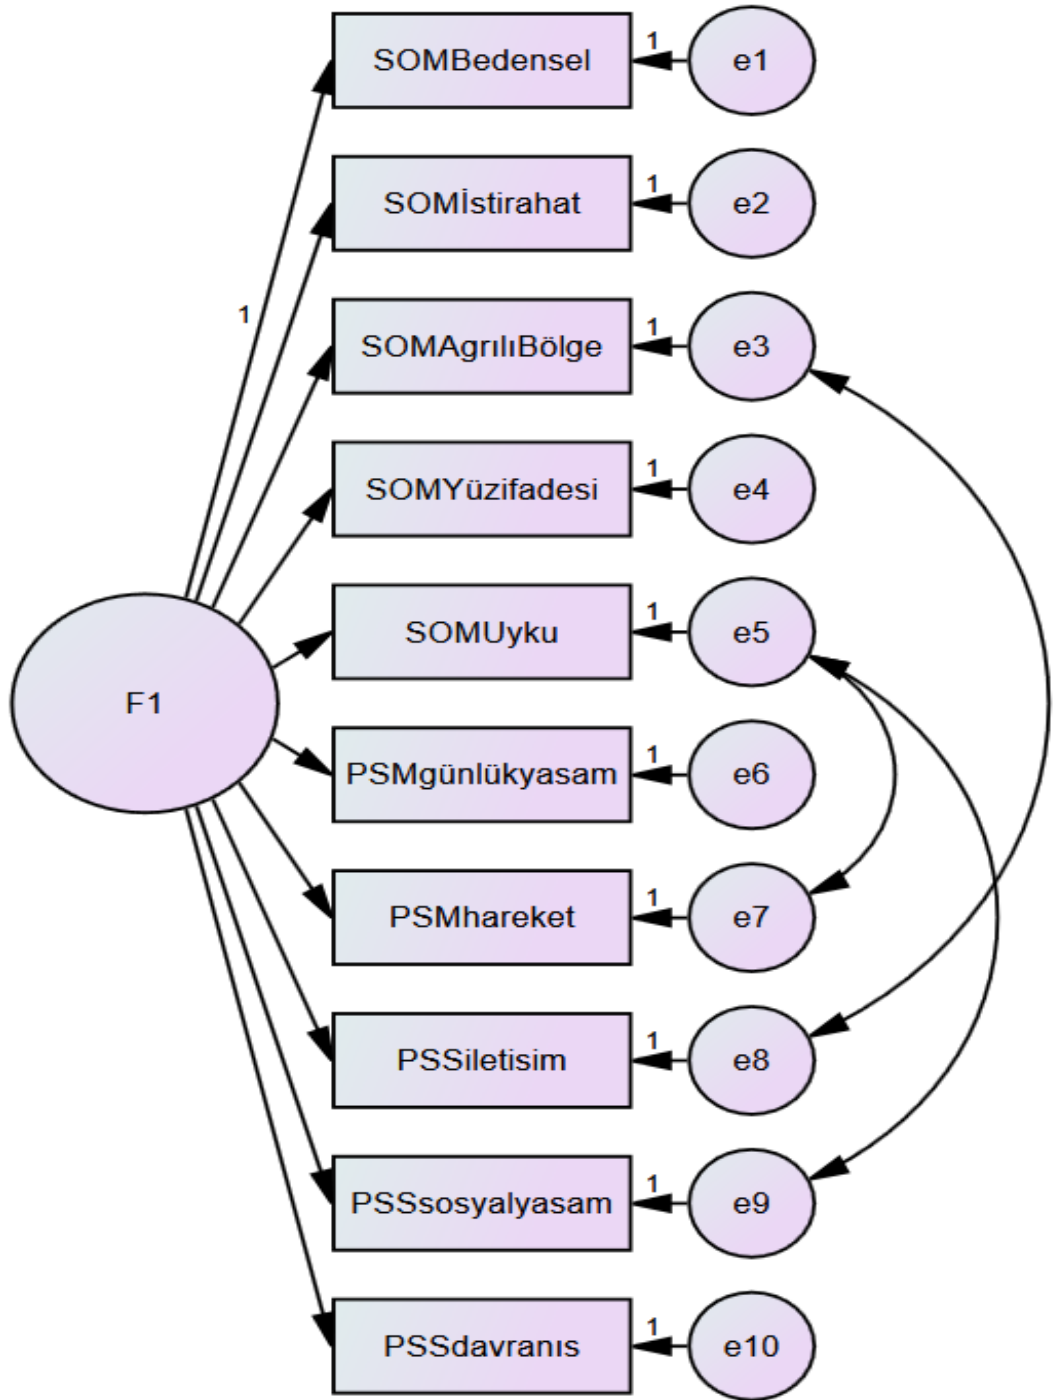 SOMBedensel 1 e1
SOMİstirahat 1 e2
1
SOMAgrılıBölge 1 e3
SOMYüzifadesi 1 e4
SOMUyku 1 e5
F1
PSMgünlükyasam 1 e6
PSMhareket 1 e7
PSSiletisim 1 e8
PSSsosyalyasam 1 e9
PSSdavranıs 1 e10